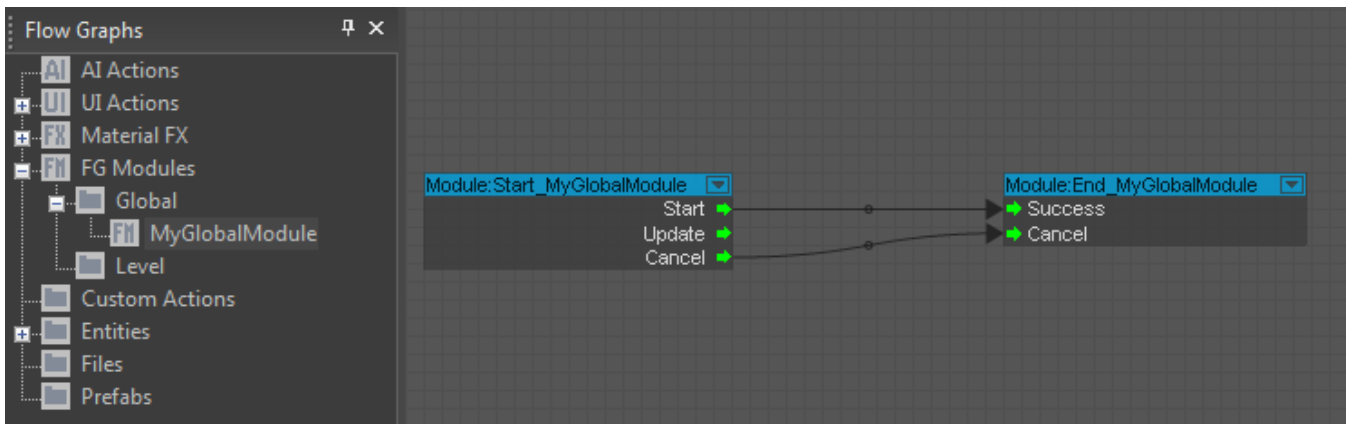 Flow Graphs
AI AI Actions
UI UI Actions
FX Material FX
FM FG Modules
Global
FM MyGlobalModule
Level
Custom Actions
Entities
Files
Prefabs
Module:Start_MyGlobalModule
Start
Update
Cancel
Module:End_MyGlobalModule
Success
Cancel